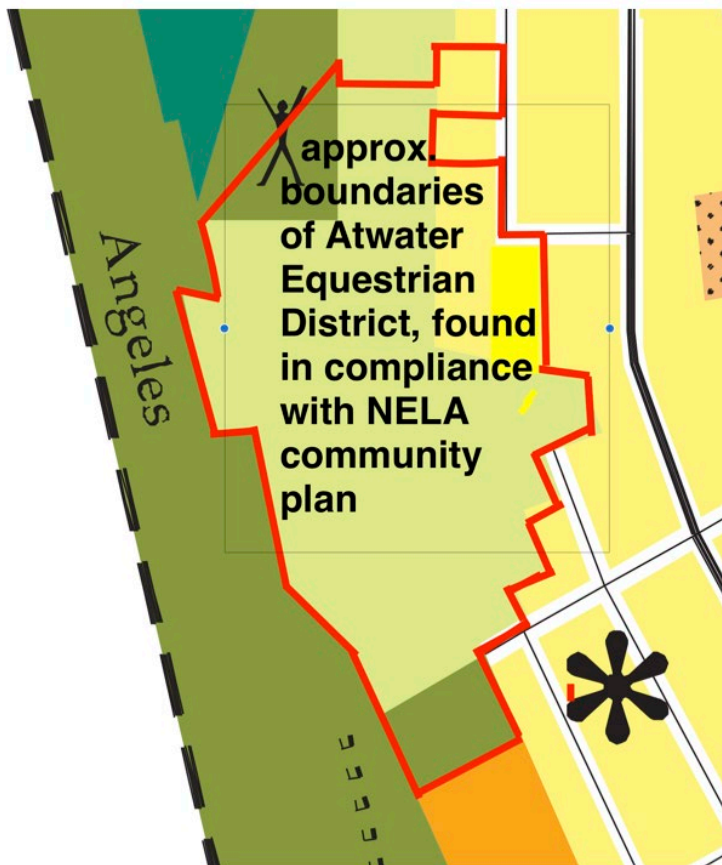 approx.
boundaries
of Atwater
Equestrian
District, found
in compliance
with NELA
community
plan
Angeles